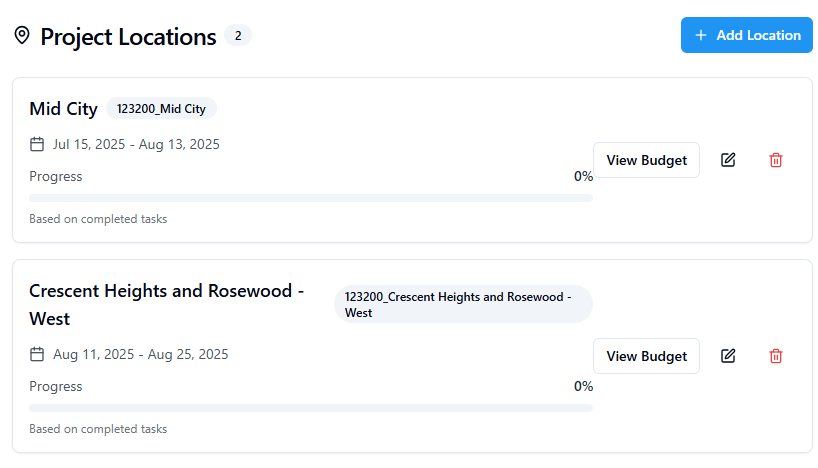 Project Locations 2
+ Add Location
Mid City 123200_Mid City
Jul 15, 2025 - Aug 13, 2025
Progress 0%
View Budget
Based on completed tasks
Crescent Heights and Rosewood -
West
123200_Crescent Heights and Rosewood -
West
Aug 11, 2025 - Aug 25, 2025
Progress 0%
View Budget
Based on completed tasks